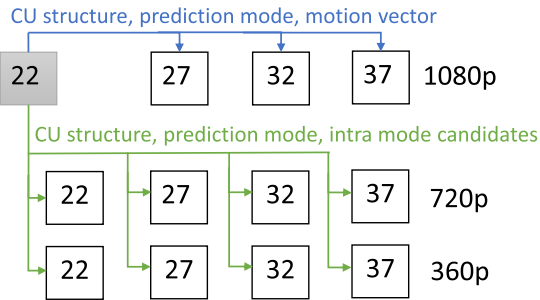 CU structure, prediction mode, motion vector
22 27 32 37 1080p
CU structure, prediction mode, intra mode candidates
22 27 32 37 720p
22 27 32 37 360p